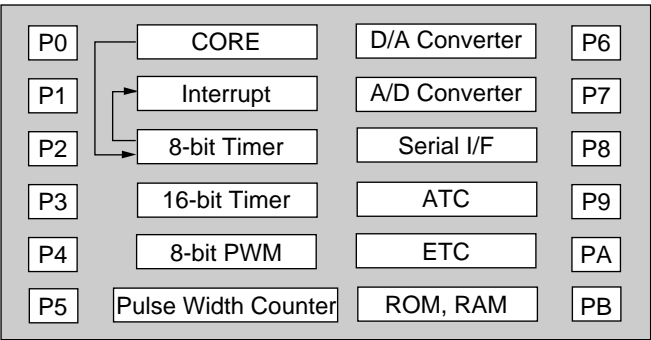 P0 CORE D/A Converter P6
P1 Interrupt A/D Converter P7
P2 8-bit Timer Serial I/F P8
P3 16-bit Timer ATC P9
P4 8-bit PWM ETC PA
P5 Pulse Width Counter ROM, RAM PB